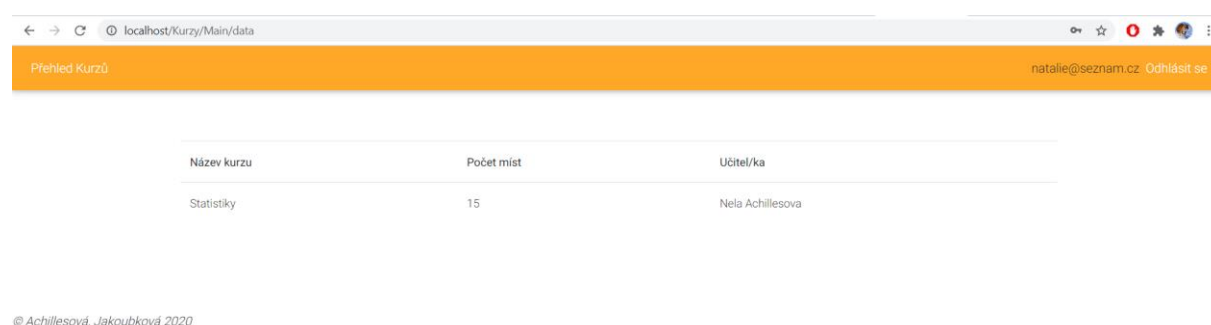 localhost/Kurzy/Main/data
Přehled Kurzů natalie@seznam.cz Odhlásit se
Název kurzu Počet míst Učitel/ka
Statistiky 15 Nela Achillesova
© Achillesová, Jakoubková 2020